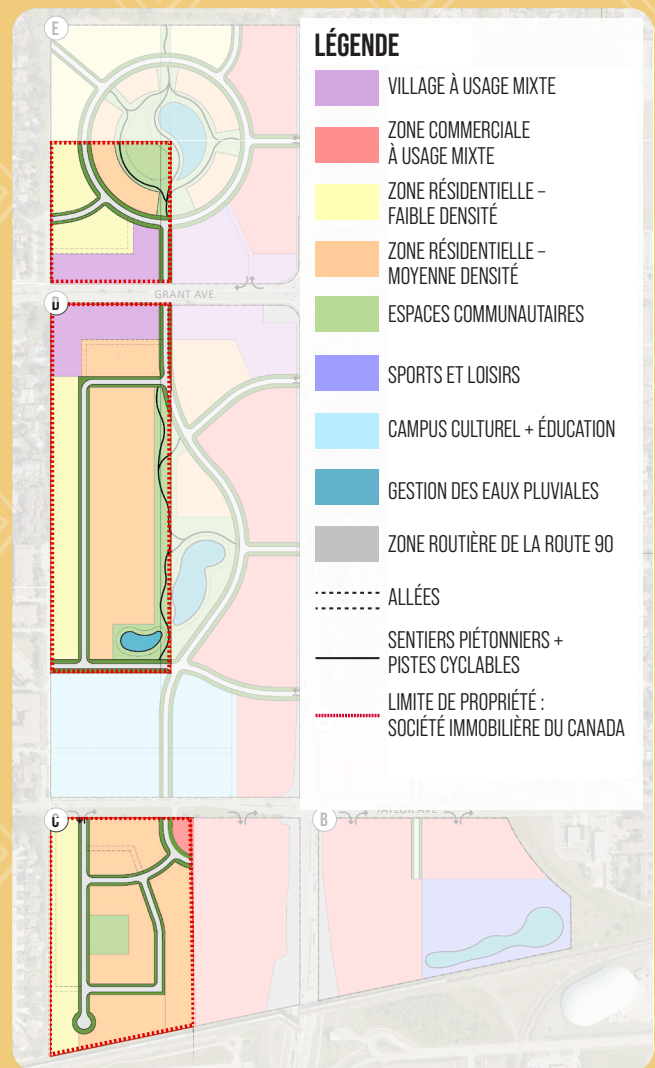 E
LÉGENDE
VILLAGE À USAGE MIXTE
ZONE COMMERCIALE
À USAGE MIXTE
ZONE RÉSIDENTIELLE –
FAIBLE DENSITÉ
ZONE RÉSIDENTIELLE –
MOYENNE DENSITÉ
ESPACES COMMUNAUTAIRES
SPORTS ET LOISIRS
CAMPUS CULTUREL + ÉDUCATION
GESTION DES EAUX PLUVIALES
ZONE ROUTIÈRE DE LA ROUTE 90
ALLÉES
SENTIERS PIÉTONNIERS +
PISTES CYCLABLES
LIMITE DE PROPRIÉTÉ :
SOCIÉTÉ IMMOBILIÈRE DU CANADA
GRANT AVE
D
TAYLOR AVE
C
B